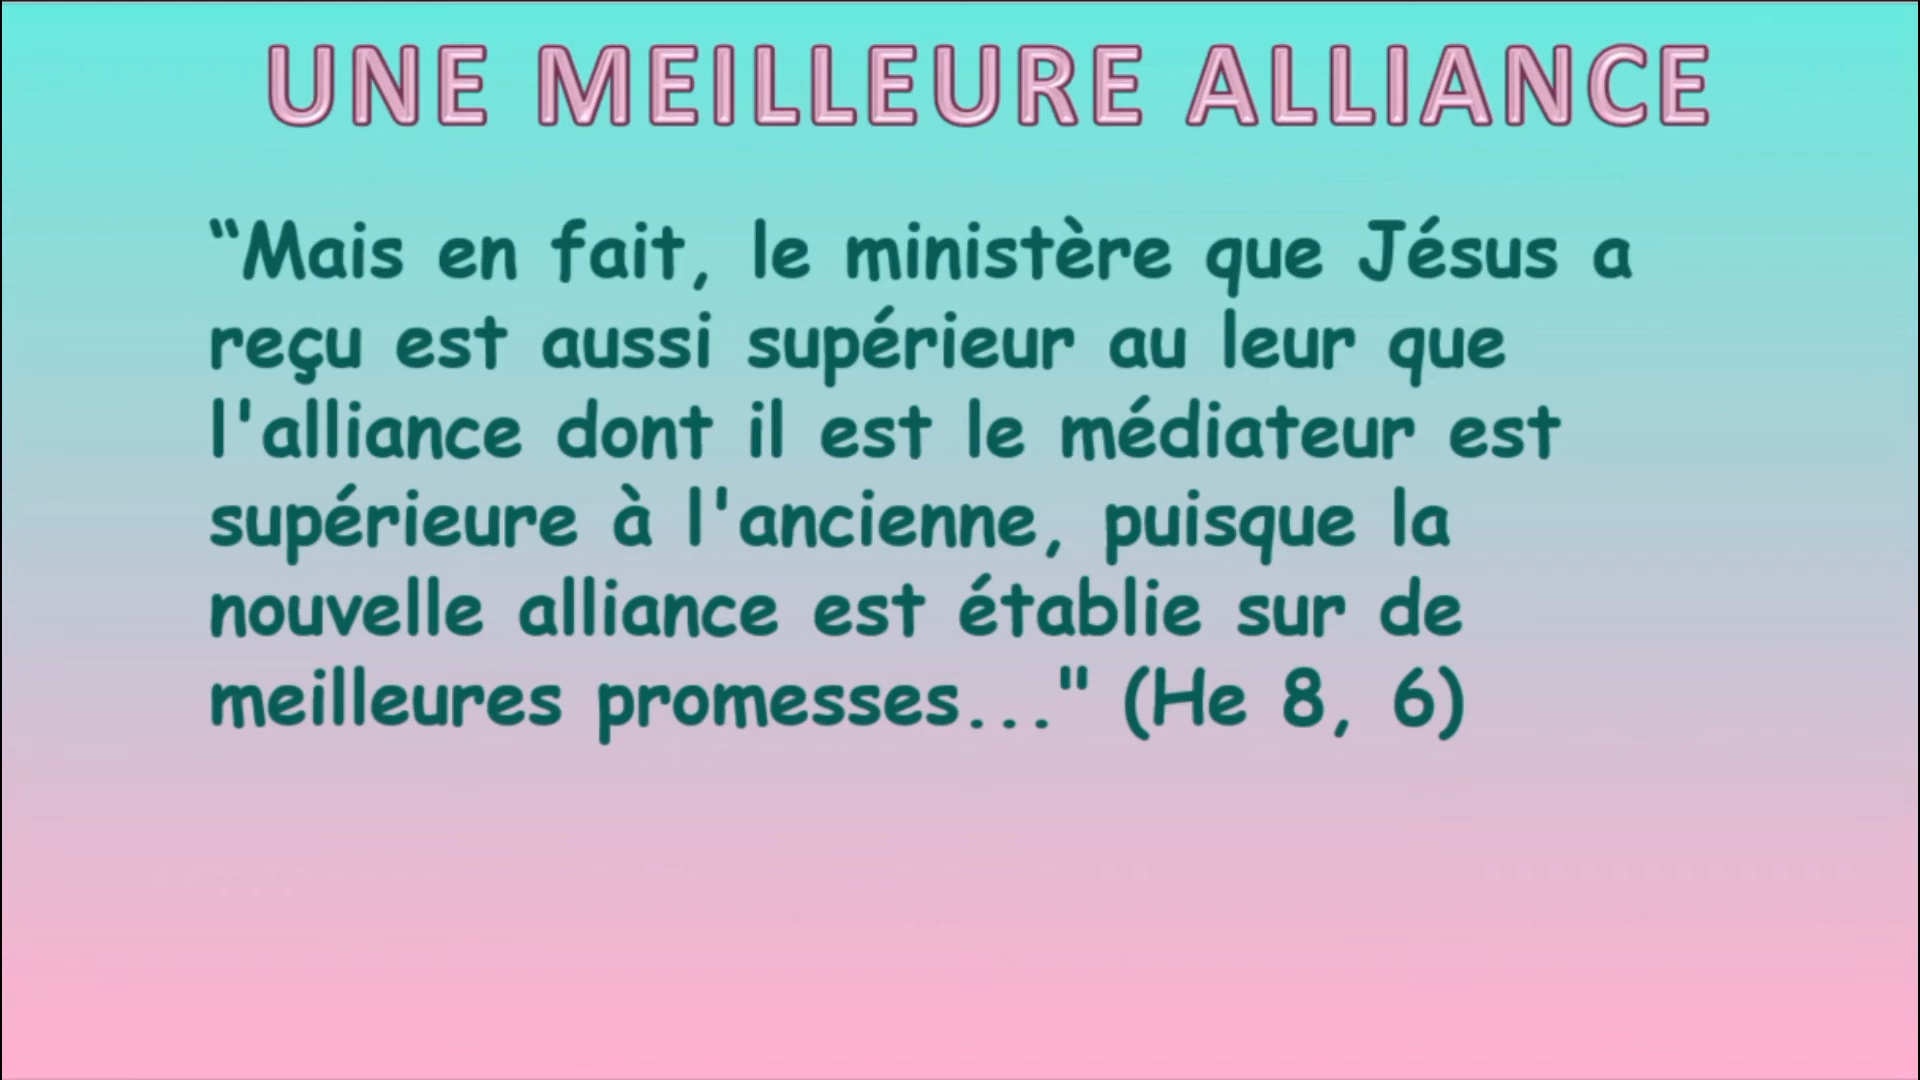 UNE MEILLEURE ALLIANCE
“Mais en fait, le ministère que Jésus a
reçu est aussi supérieur au leur que
l'alliance dont il est le médiateur est
supérieure à l'ancienne, puisque la
nouvelle alliance est établie sur de
meilleures promesses..." (He 8, 6)